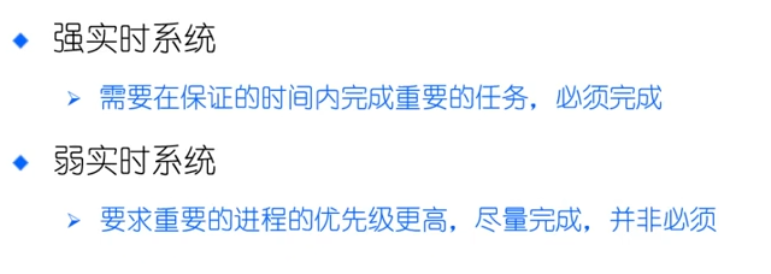 强实时系统
需要在保证的时间内完成重要的任务，必须完成
弱实时系统
要求重要的进程的优先级更高，尽量完成，并非必须